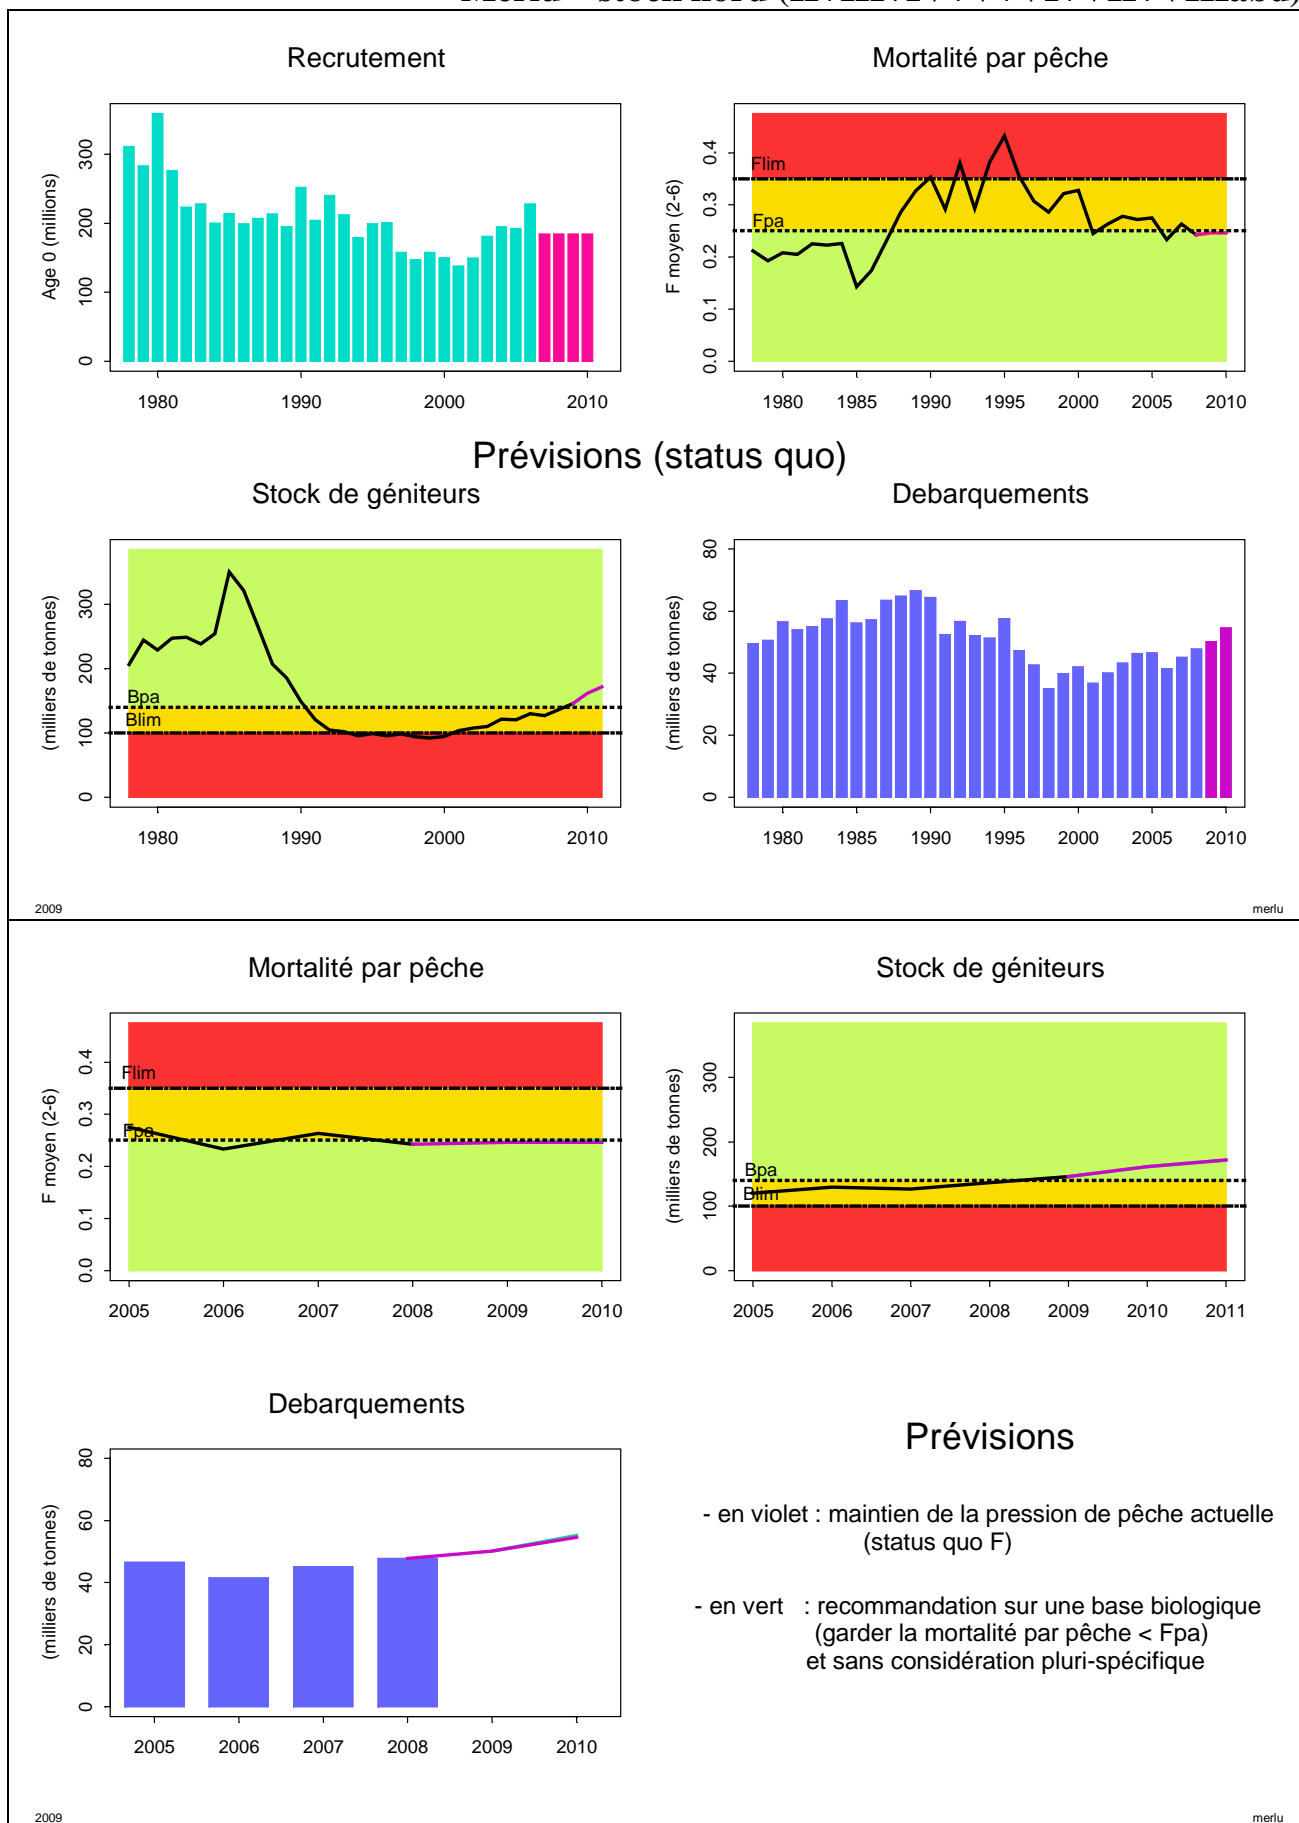 Recrutement
Age 0 (millions)
0
100
200
300
1980
1990
2000
2010
Mortalité par pêche
F moyen (2-6)
0.0
0.1
0.2
0.3
0.4
Flim
Fpa
1980
1985
1990
1995
2000
2005
2010
Prévisions (status quo)
Stock de géniteurs
(milliers de tonnes)
0
100
200
300
Bpa
Blim
1980
1990
2000
2010
Debarquements
(milliers de tonnes)
0
20
40
60
80
1980
1985
1990
1995
2000
2005
2010
2009
merlu
Mortalité par pêche
F moyen (2-6)
0.0
0.1
0.2
0.3
0.4
Flim
Fpa
2005
2006
2007
2008
2009
2010
Stock de géniteurs
(milliers de tonnes)
0
100
200
300
Bpa
Blim
2005
2006
2007
2008
2009
2010
2011
Debarquements
(milliers de tonnes)
0
20
40
60
80
2005
2006
2007
2008
2009
2010
Prévisions
- en violet : maintien de la pression de pêche actuelle
(status quo F)
- en vert : recommandation sur une base biologique
(garder la mortalité par pêche < Fpa)
et sans considération pluri-spécifique
2009
merlu